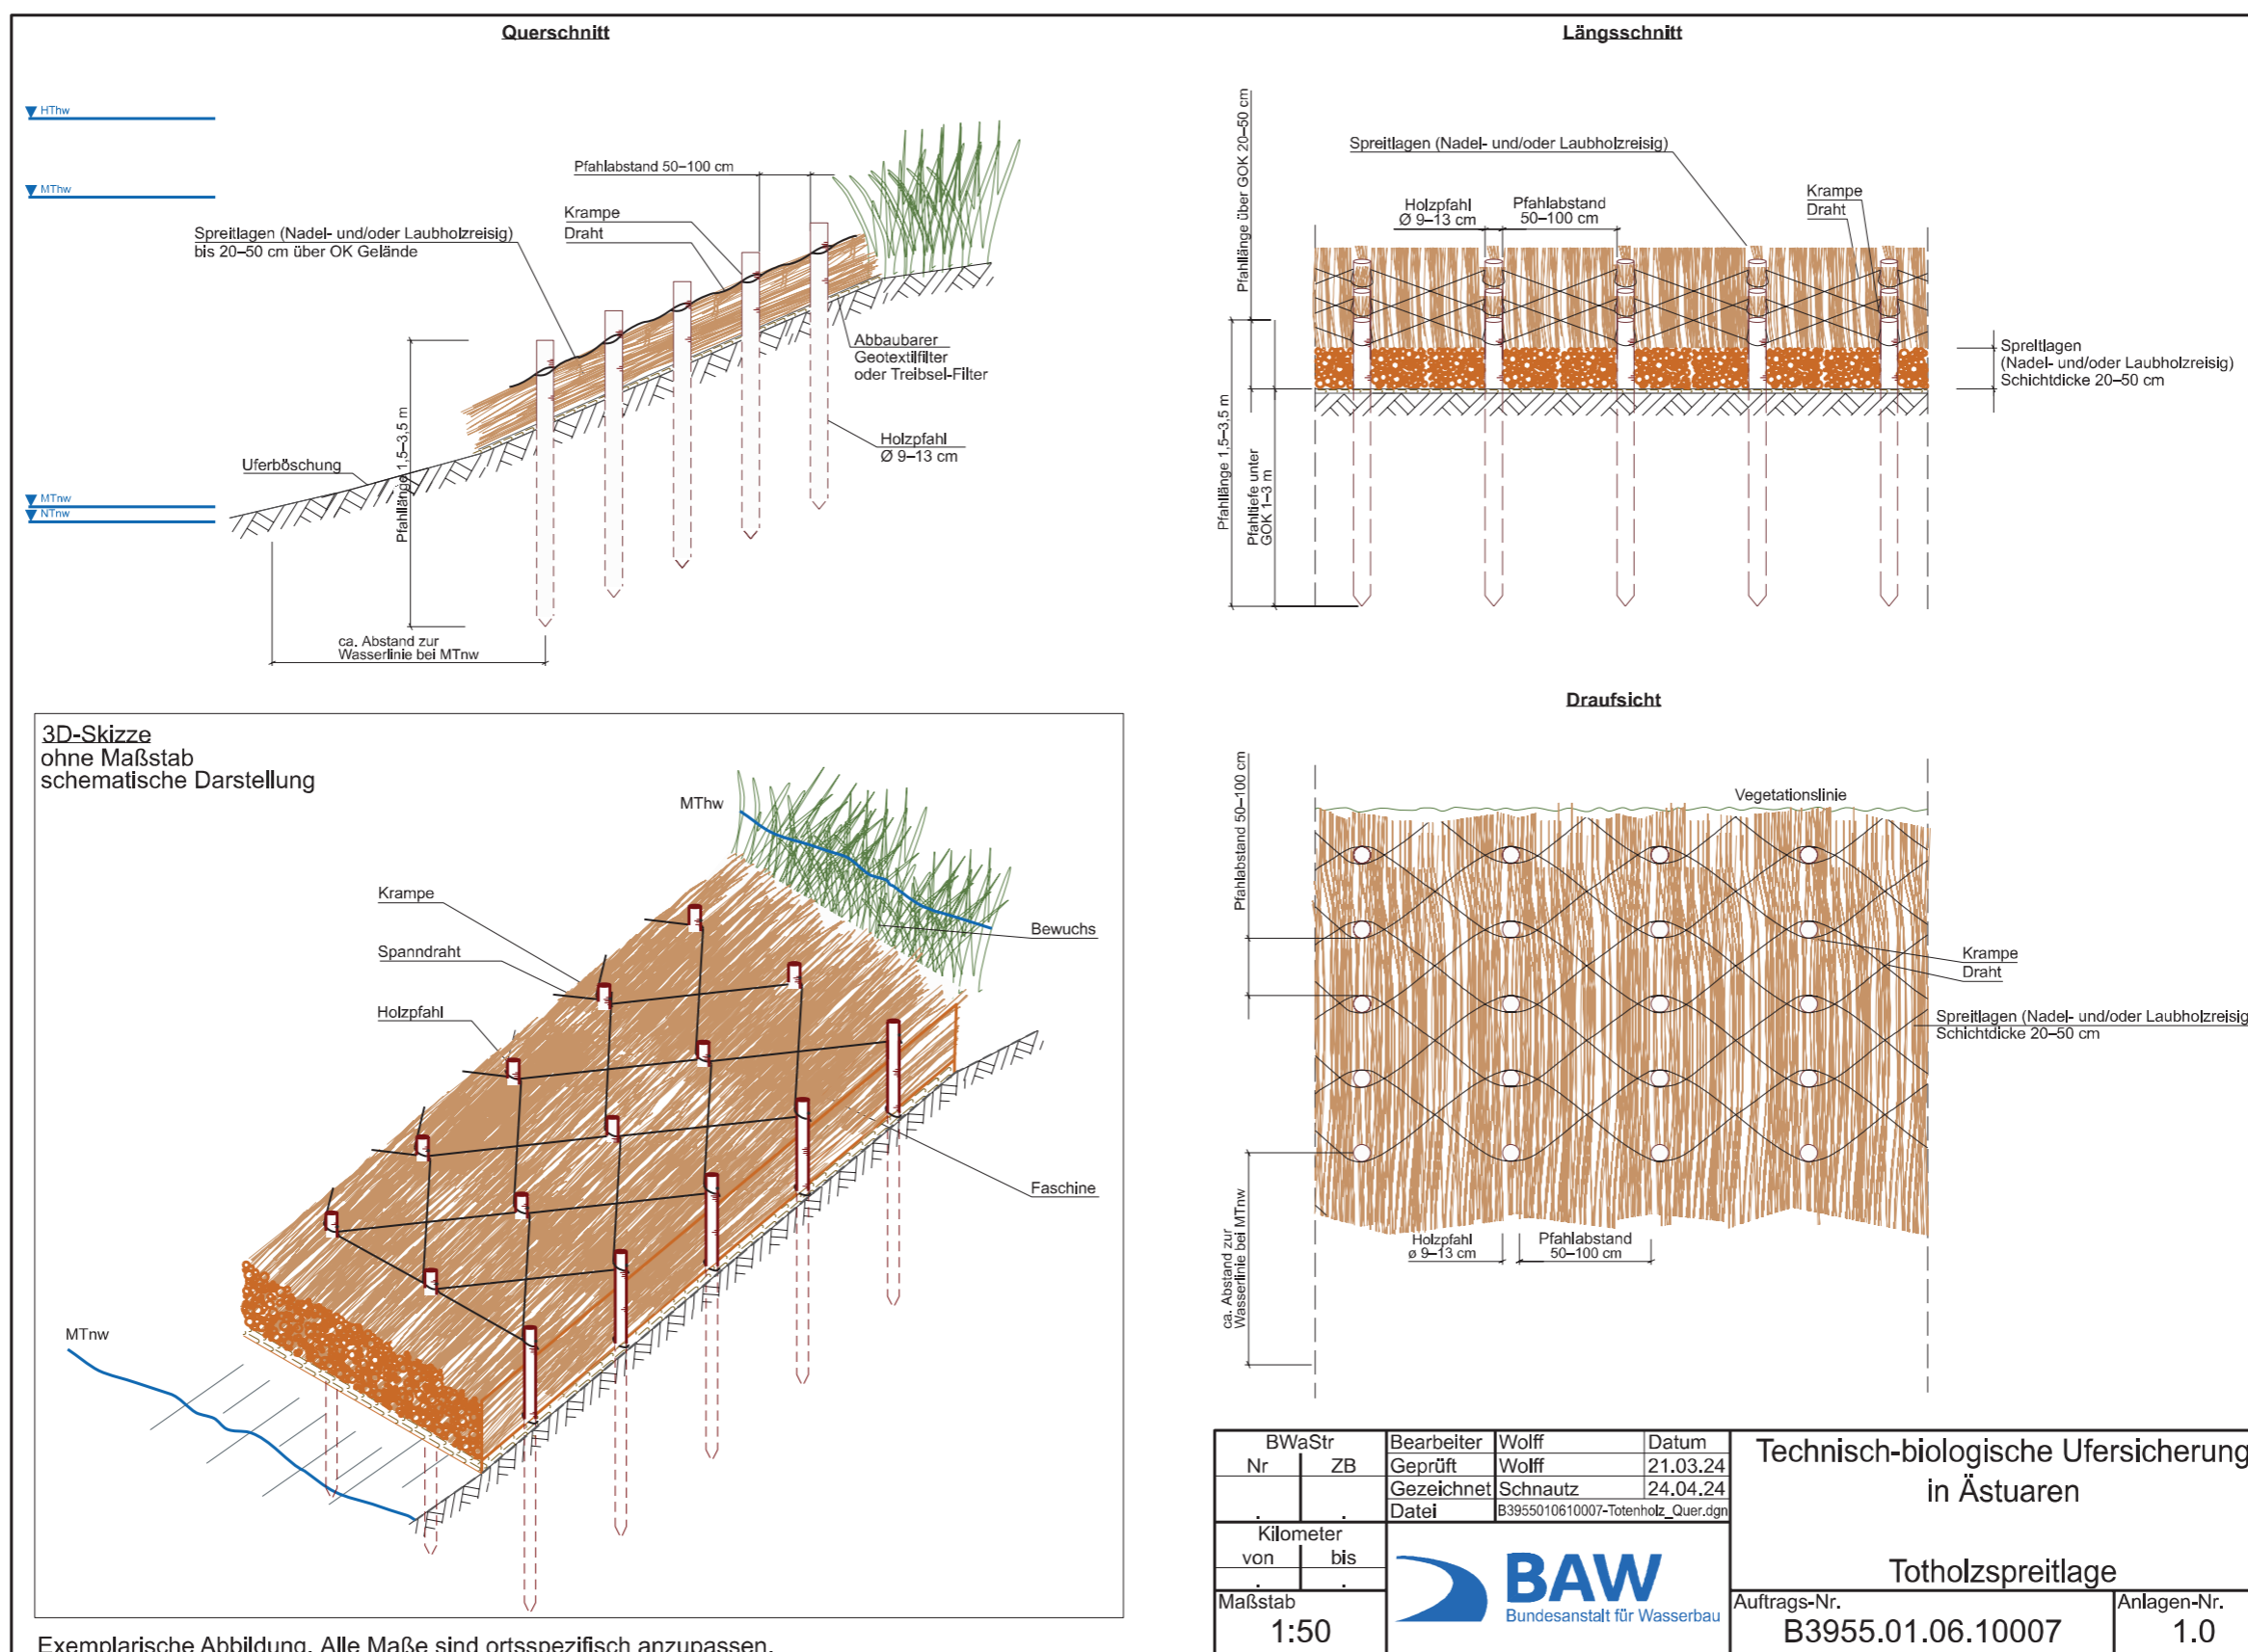 Querschnitt
HThw
MThw
MTnw
NTnw
Pfahlabstand 50–100 cm
Krampe
Draht
Spreitlagen (Nadel- und/oder Laubholzreisig)
bis 20–50 cm über OK Gelände
Abbaubarer
Geotextilfilter
oder Treibsel-Filter
Holzpfahl
Ø 9–13 cm
Uferböschung
Pfahllänge 1,5–3,5 m
ca. Abstand zur
Wasserlinie bei MTnw
Längsschnitt
Pfahllänge über GOK 20–50 cm
Spreitlagen (Nadel- und/oder Laubholzreisig)
Holzpfahl
Ø 9–13 cm
Pfahlabstand
50–100 cm
Krampe
Draht
Spreitlagen
(Nadel- und/oder Laubholzreisig)
Schichtdicke 20–50 cm
Pfahllänge 1,5–3,5 m
Pfahltiefe unter
GOK 1–3 m
3D-Skizze
ohne Maßstab
schematische Darstellung
MThw
Krampe
Spanndraht
Holzpfahl
Bewuchs
Faschine
MTnw
Draufsicht
Pfahlabstand 50–100 cm
Vegetationslinie
Krampe
Draht
Spreitlagen (Nadel- und/oder Laubholzreisig
Schichtdicke 20–50 cm
Holzpfahl
ø 9–13 cm
Pfahlabstand
50–100 cm
ca. Abstand zur
Wasserlinie bei MTnw
BWaStr
Nr ZB
. .
Kilometer
von bis
. .
Maßstab
1:50
Bearbeiter Wolff Datum
Geprüft Wolff 21.03.24
Gezeichnet Schnautz 24.04.24
Datei B3955010610007-Totenholz_Quer.dgn
BAW
Bundesanstalt für Wasserbau
Technisch-biologische Ufersicherung
in Ästuaren
Totholzspreitlage
Auftrags-Nr.
B3955.01.06.10007
Anlagen-Nr.
1.0
Exemplarische Abbildung. Alle Maße sind ortsspezifisch anzupassen.